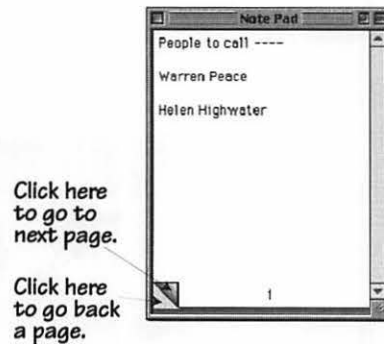 Note Pad
People to call ----
Warren Peace
Helen Highwater
Click here
to go to
next page.
Click here
to go back
a page.
1